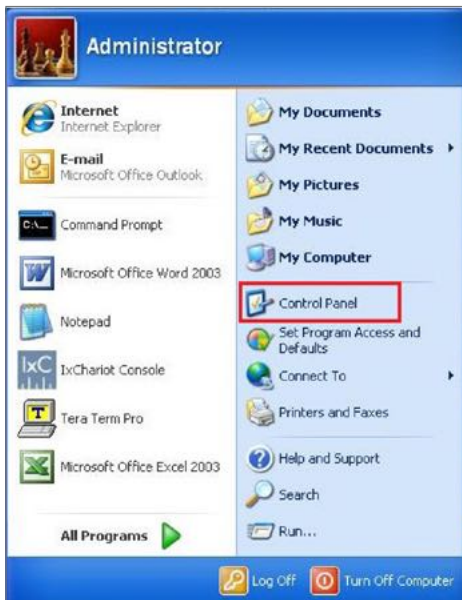 Administrator
Internet
Internet Explorer
E-mail
Microsoft Office Outlook
C:\_
Command Prompt
W
Microsoft Office Word 2003
Notepad
IxC
IxChariot Console
T
Tera Term Pro
X
Microsoft Office Excel 2003
All Programs
My Documents
My Recent Documents
My Pictures
My Music
My Computer
Control Panel
Set Program Access and
Defaults
Connect To
Printers and Faxes
Help and Support
Search
Run...
Log Off
Turn Off Computer